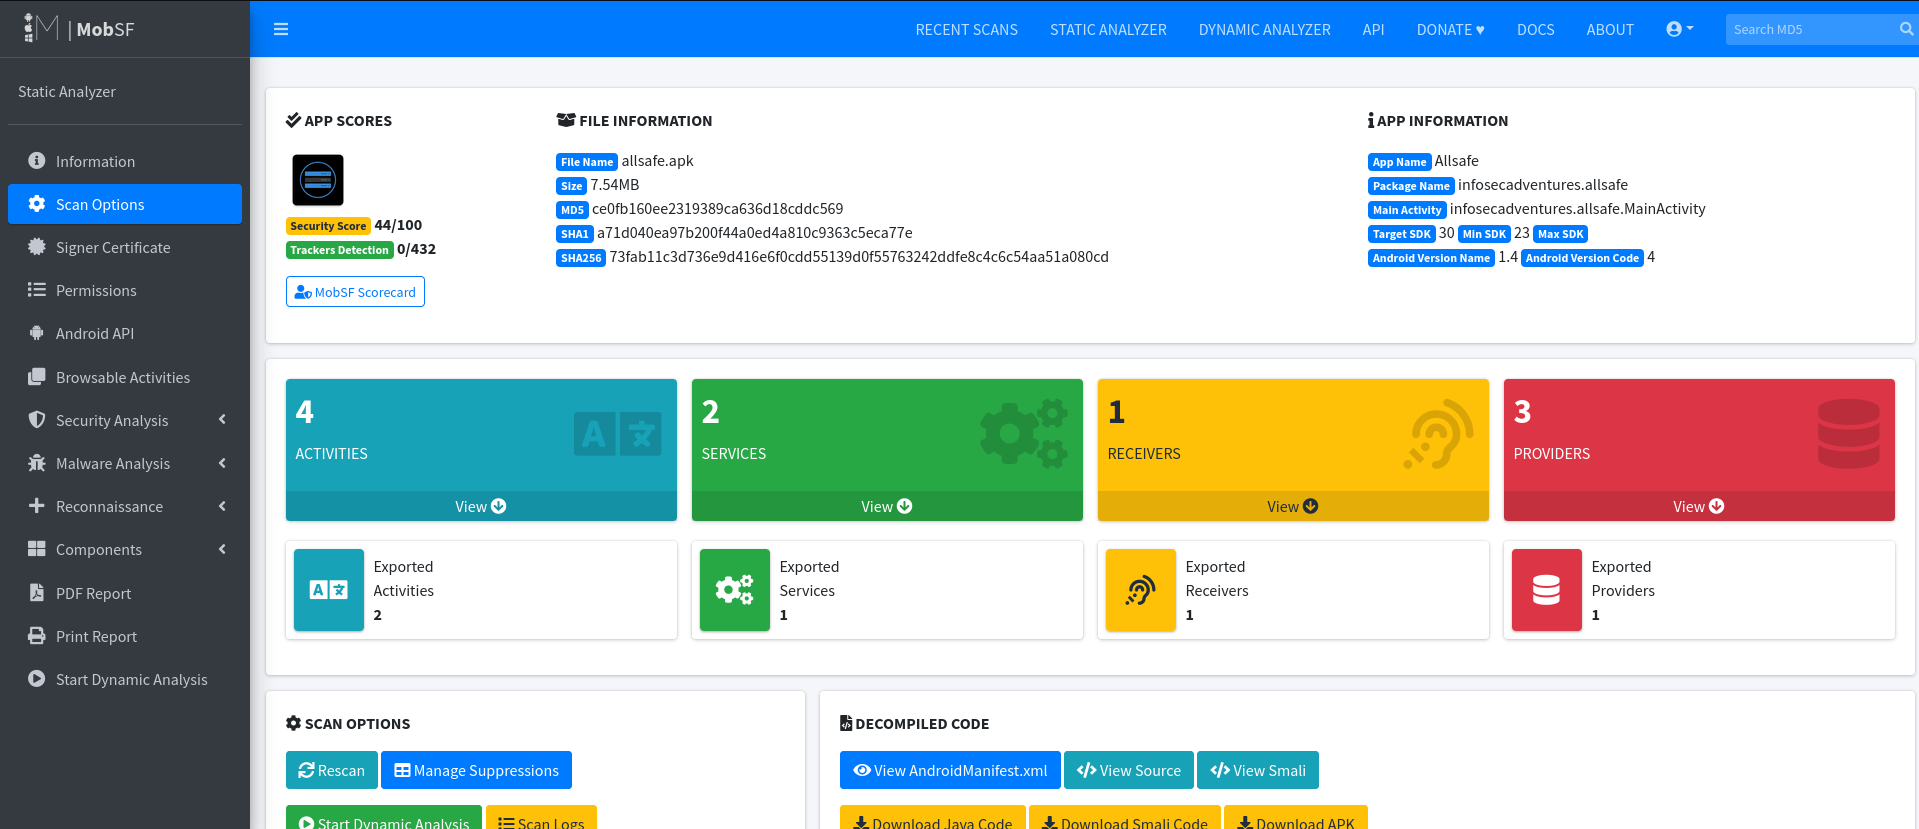 M | MobSF
RECENT SCANS STATIC ANALYZER DYNAMIC ANALYZER API DONATE ♥ DOCS ABOUT Search MD5
Static Analyzer
Information
Scan Options
Signer Certificate
Permissions
Android API
Browsable Activities
Security Analysis
Malware Analysis
Reconnaissance
Components
PDF Report
Print Report
Start Dynamic Analysis
APP SCORES
Security Score 44/100
Trackers Detection 0/432
MobSF Scorecard
FILE INFORMATION
File Name allsafe.apk
Size 7.54MB
MD5 ce0fb160ee2319389ca636d18cddc569
SHA1 a71d040ea97b200f44a0ed4a810c9363c5eca77e
SHA256 73fab11c3d736e9d416e6f0cdd55139d0f55763242ddfe8c4c6c54aa51a080cd
APP INFORMATION
App Name Allsafe
Package Name infosecadventures.allsafe
Main Activity infosecadventures.allsafe.MainActivity
Target SDK 30 Min SDK 23 Max SDK
Android Version Name 1.4 Android Version Code 4
4
ACTIVITIES
View
2
SERVICES
View
1
RECEIVERS
View
3
PROVIDERS
View
Exported
Activities
2
Exported
Services
1
Exported
Receivers
1
Exported
Providers
1
SCAN OPTIONS
Rescan Manage Suppressions
Start Dynamic Analysis Scan Logs
DECOMPILED CODE
View AndroidManifest.xml View Source View Smali
Download Java Code Download Smali Code Download APK